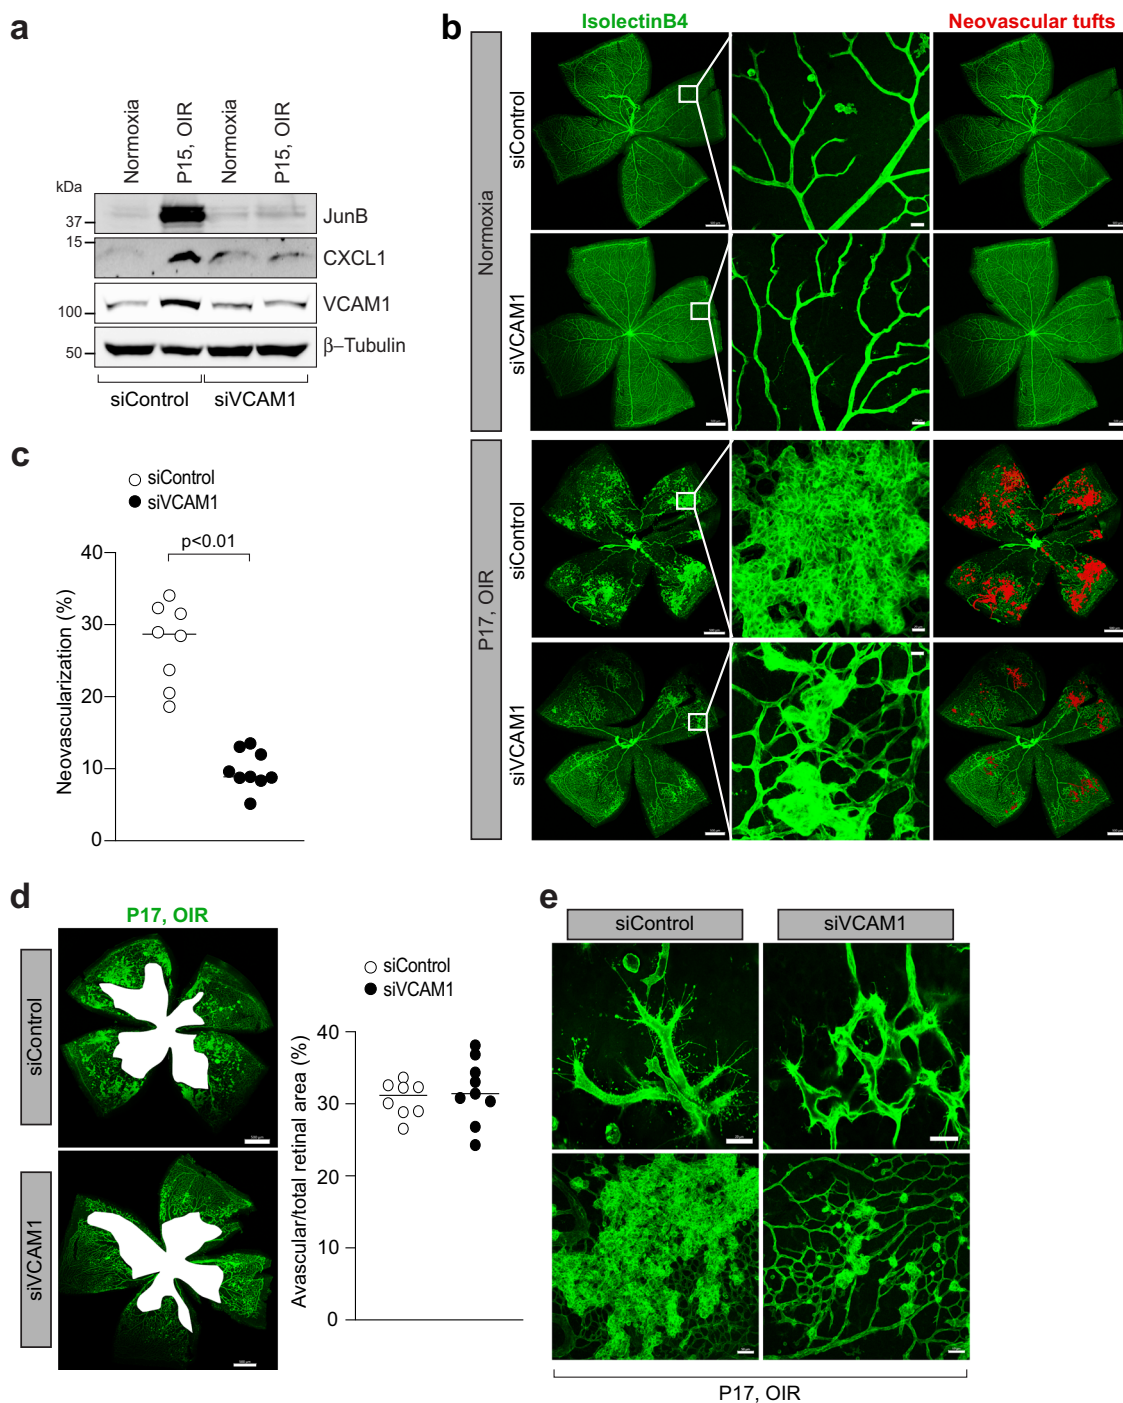 a
Normoxia
P15, OIR
Normoxia
P15, OIR
kDa
37
JunB
15
CXCL1
100
VCAM1
50
β–Tubulin
siControl
siVCAM1
b
IsolectinB4
Neovascular tufts
Normoxia
siControl
siVCAM1
P17, OIR
siControl
siVCAM1
c
siControl
siVCAM1
p<0.01
Neovascularization (%)
40
30
20
10
0
d
P17, OIR
siControl
siVCAM1
siControl
siVCAM1
Avascular/total retinal area (%)
40
30
20
10
0
e
siControl
siVCAM1
P17, OIR